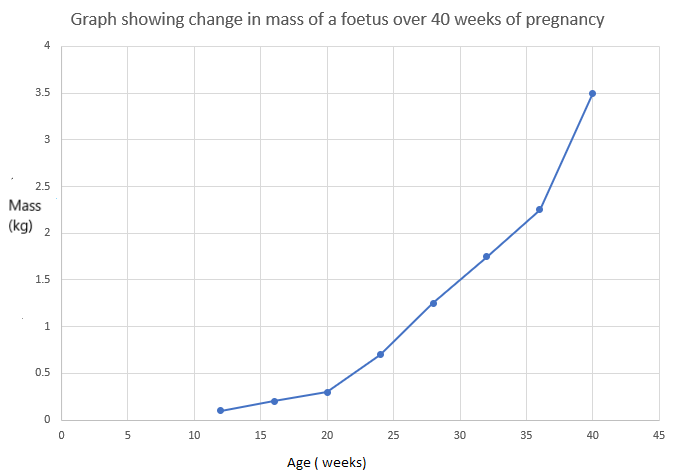 Graph showing change in mass of a foetus over 40 weeks of pregnancy
4
3.5
3
2.5
Mass
(kg)
2
1.5
1
0.5
0
0 5 10 15 20 25 30 35 40 45
Age ( weeks)